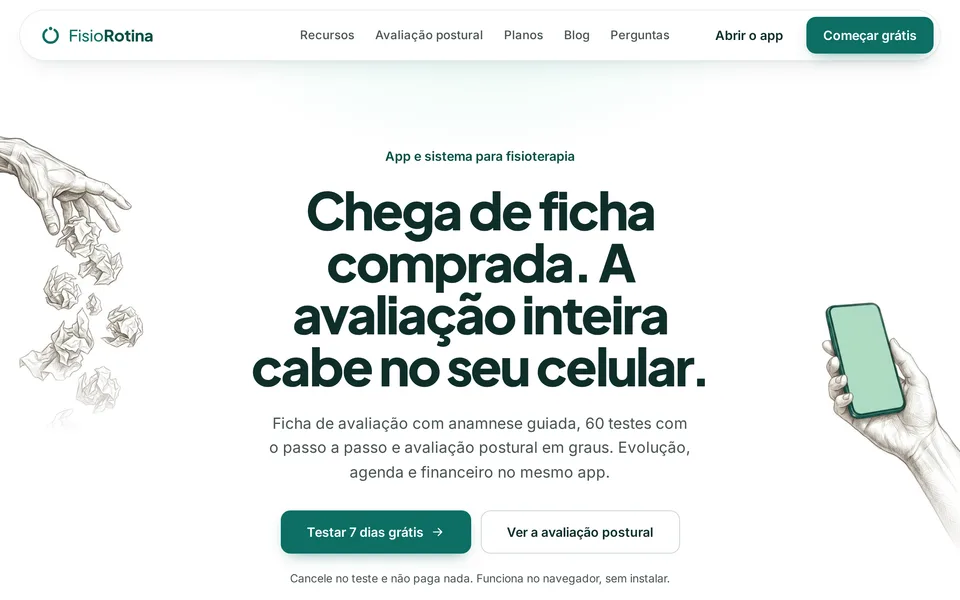 FisioRotina
Recursos
Avaliação postural
Planos
Blog
Perguntas
Abrir o app
Começar grátis
App e sistema para fisioterapia
Chega de ficha
comprada. A
avaliação inteira
cabe no seu celular.
Ficha de avaliação com anamnese guiada, 60 testes com
o passo a passo e avaliação postural em graus. Evolução,
agenda e financeiro no mesmo app.
Testar 7 dias grátis →
Ver a avaliação postural
Cancele no teste e não paga nada. Funciona no navegador, sem instalar.